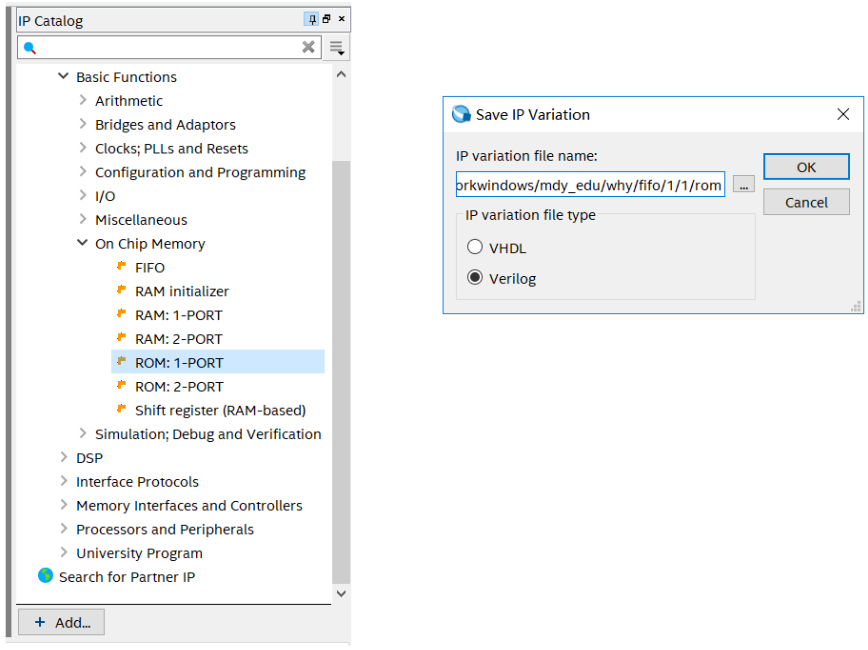 IP Catalog
Basic Functions
Arithmetic
Bridges and Adaptors
Clocks; PLLs and Resets
Configuration and Programming
I/O
Miscellaneous
On Chip Memory
FIFO
RAM initializer
RAM: 1-PORT
RAM: 2-PORT
ROM: 1-PORT
ROM: 2-PORT
Shift register (RAM-based)
Simulation; Debug and Verification
DSP
Interface Protocols
Memory Interfaces and Controllers
Processors and Peripherals
University Program
Search for Partner IP
+ Add...
Save IP Variation
IP variation file name:
orkwindows/mdy_edu/why/fifo/1/1/rom
...
OK
Cancel
IP variation file type
VHDL
Verilog